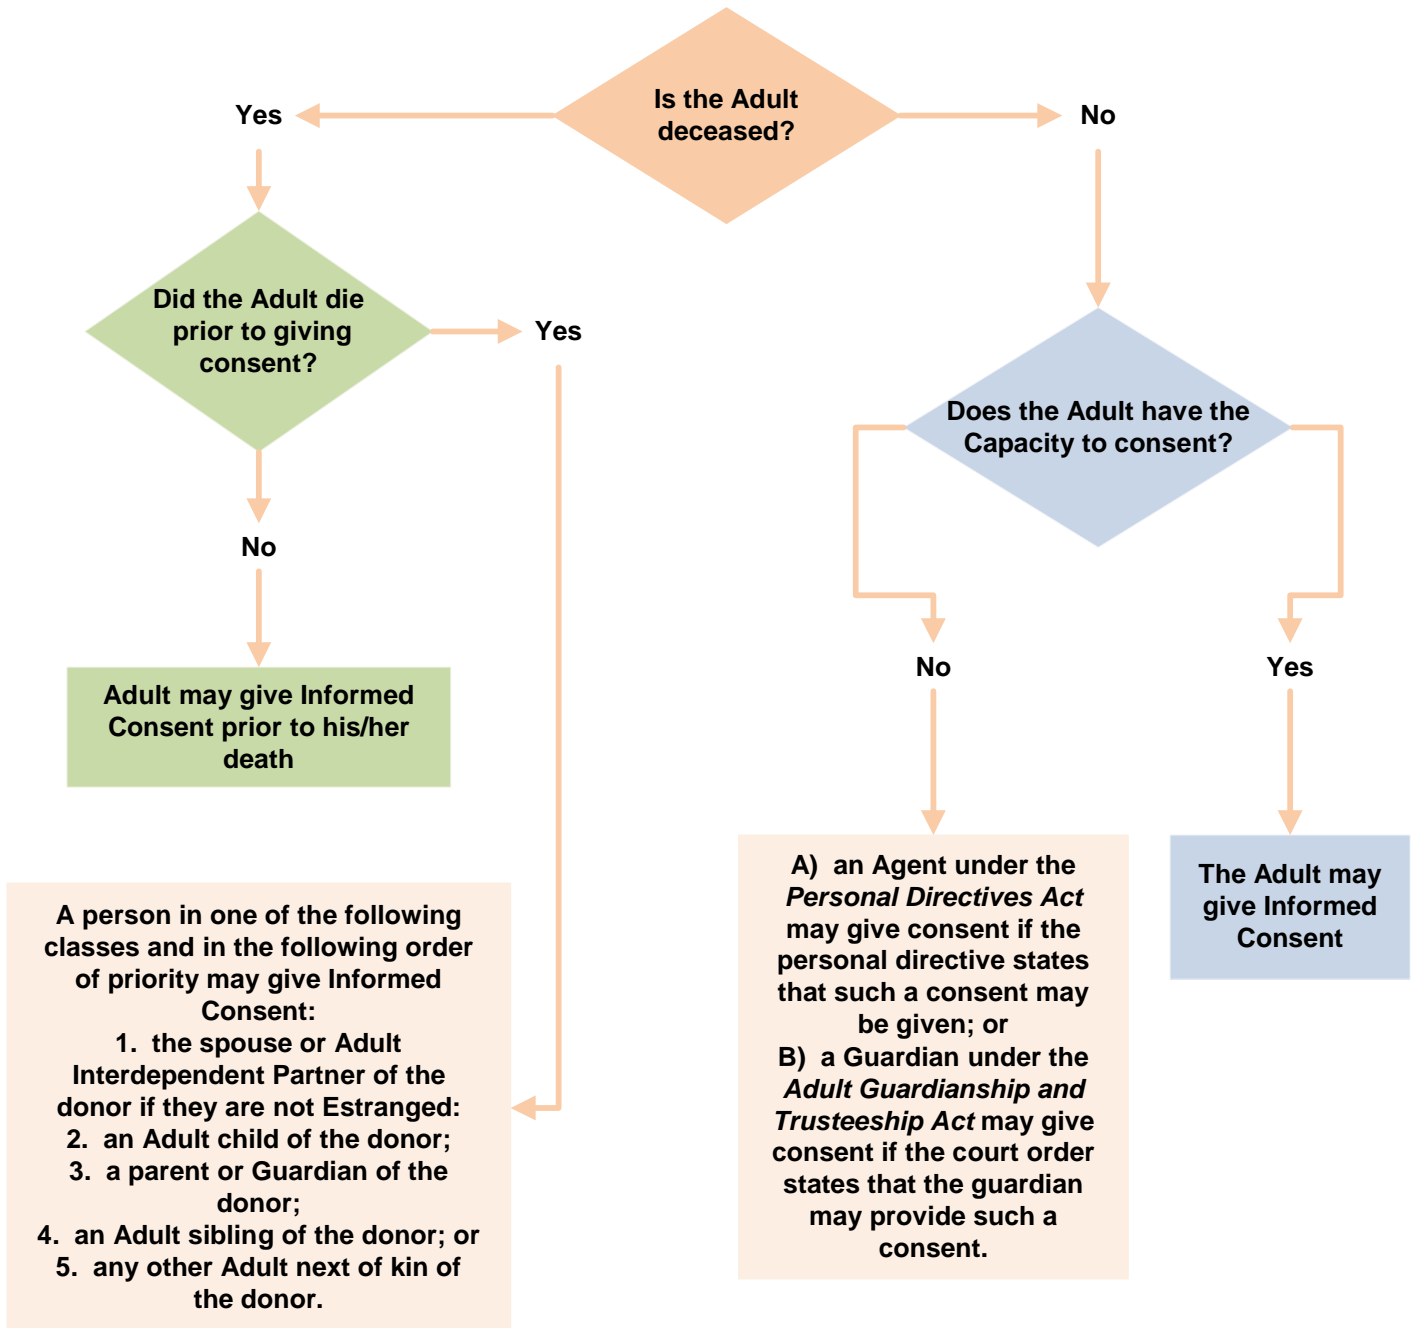 Is the Adult
deceased?
Yes
No
Did the Adult die
prior to giving
consent?
Yes
Does the Adult have the
Capacity to consent?
No
No
Yes
Adult may give Informed
Consent prior to his/her
death
A person in one of the following
classes and in the following order
of priority may give Informed
Consent:
1. the spouse or Adult
Interdependent Partner of the
donor if they are not Estranged:
2. an Adult child of the donor;
3. a parent or Guardian of the
donor;
4. an Adult sibling of the donor; or
5. any other Adult next of kin of
the donor.
A) an Agent under the
Personal Directives Act
may give consent if the
personal directive states
that such a consent may
be given; or
B) a Guardian under the
Adult Guardianship and
Trusteeship Act may give
consent if the court order
states that the guardian
may provide such a
consent.
The Adult may
give Informed
Consent